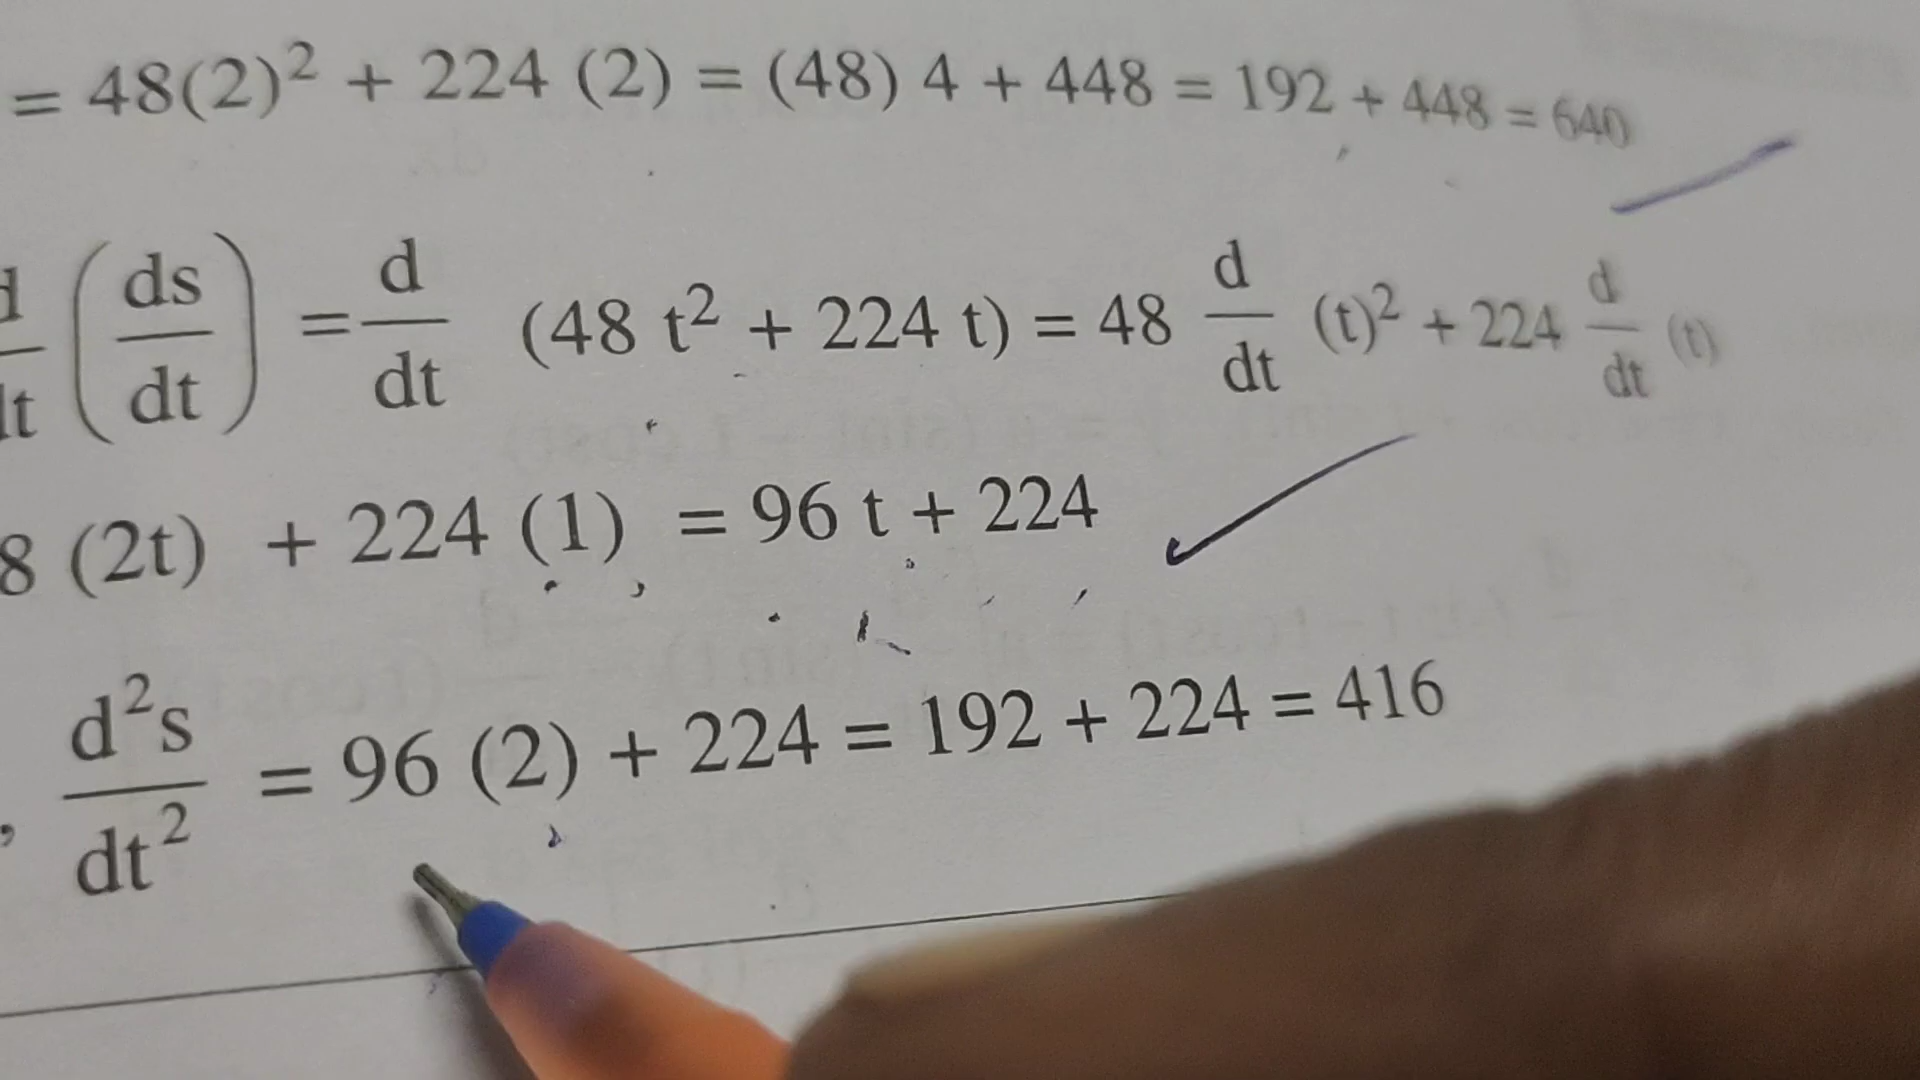 = 48(2)² + 224 (2) = (48) 4 + 448 = 192 + 448 = 640
d/dt (ds/dt) = d/dt (48 t² + 224 t) = 48 d/dt (t)² + 224 d/dt (t)
8 (2t) + 224 (1) = 96 t + 224
, d²s/dt² = 96 (2) + 224 = 192 + 224 = 416